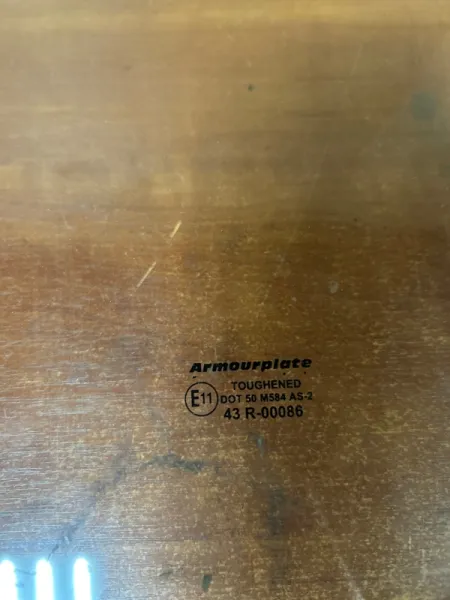 Armourplate
TOUGHENED
E11 DOT 50 M584 AS-2
43 R-00086